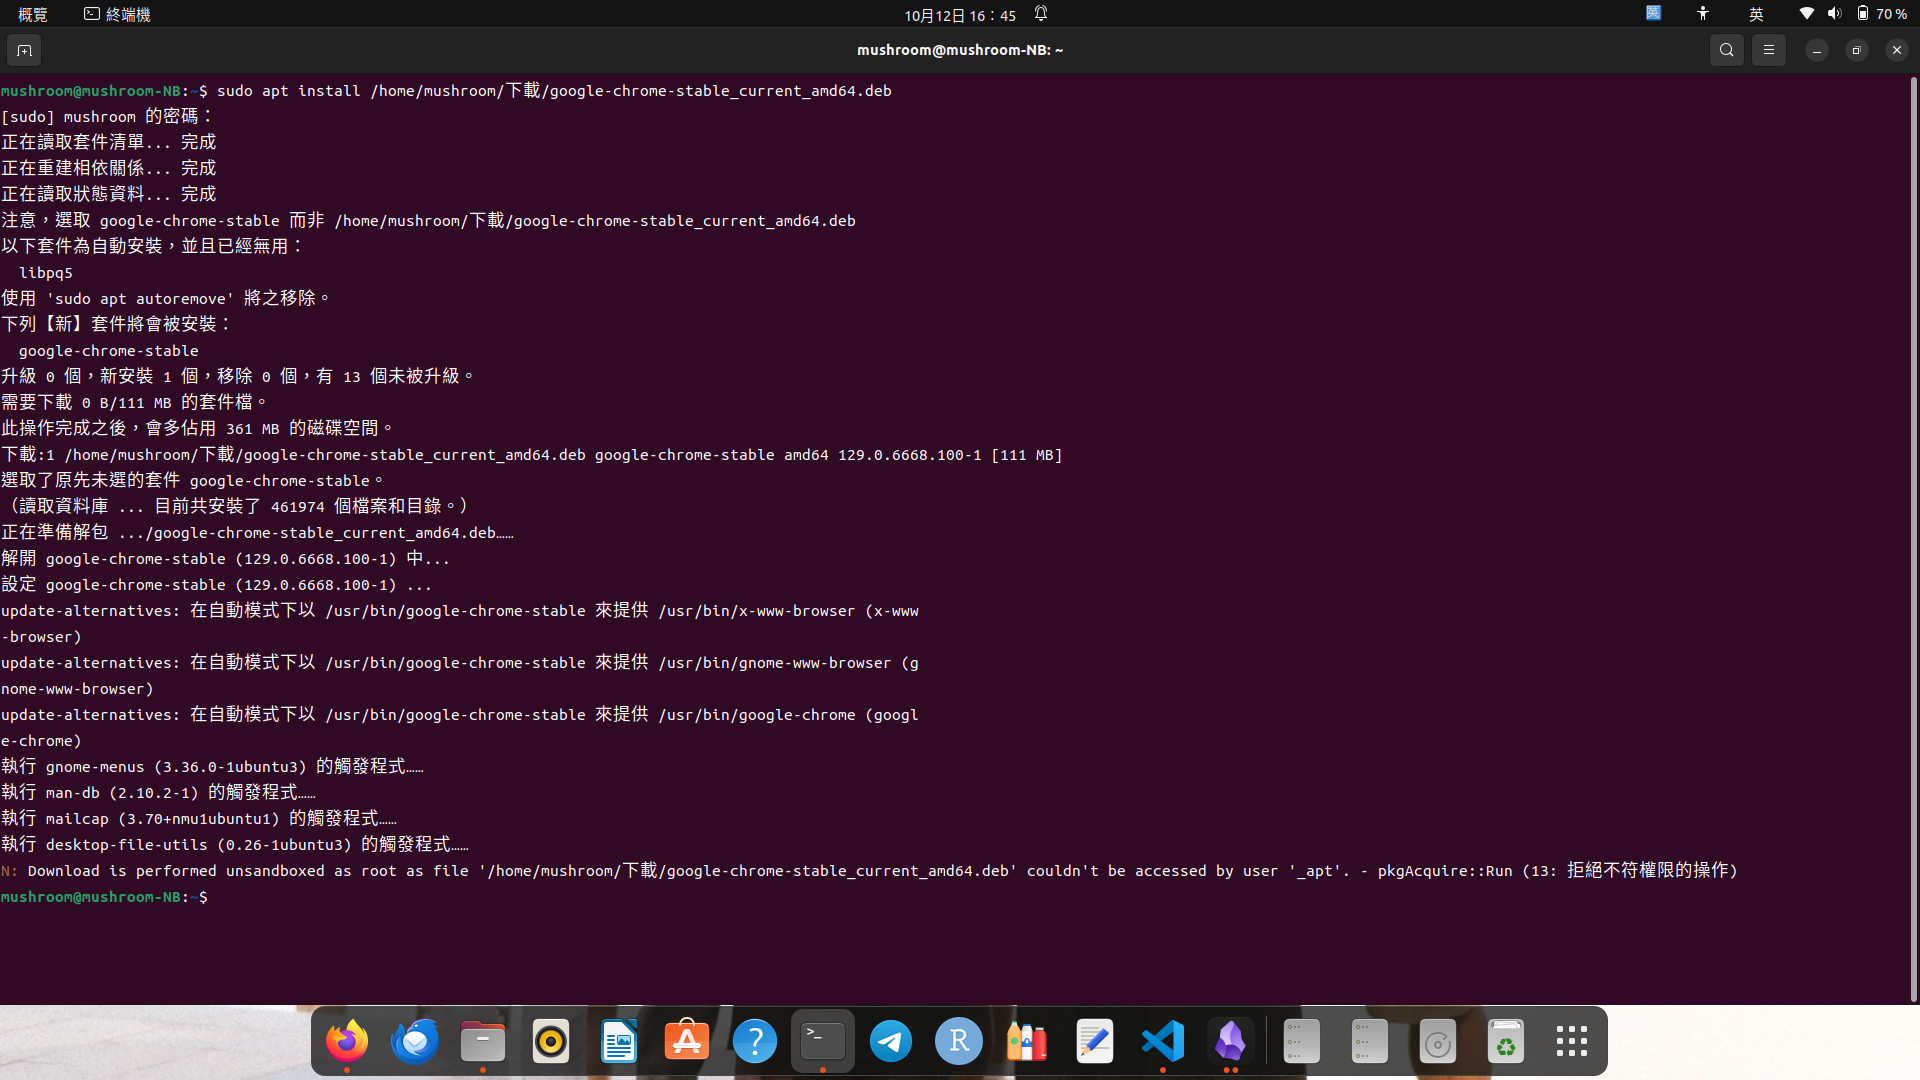 概覽 終端機 10月12日 16：45 英 英 70 %
mushroom@mushroom-NB: ~
mushroom@mushroom-NB:~$ sudo apt install /home/mushroom/下載/google-chrome-stable_current_amd64.deb
[sudo] mushroom 的密碼：
正在讀取套件清單... 完成
正在重建相依關係... 完成
正在讀取狀態資料... 完成
注意，選取 google-chrome-stable 而非 /home/mushroom/下載/google-chrome-stable_current_amd64.deb
以下套件為自動安裝，並且已經無用：
  libpq5
使用 'sudo apt autoremove' 將之移除。
下列【新】套件將會被安裝：
  google-chrome-stable
升級 0 個，新安裝 1 個，移除 0 個，有 13 個未被升級。
需要下載 0 B/111 MB 的套件檔。
此操作完成之後，會多佔用 361 MB 的磁碟空間。
下載:1 /home/mushroom/下載/google-chrome-stable_current_amd64.deb google-chrome-stable amd64 129.0.6668.100-1 [111 MB]
選取了原先未選的套件 google-chrome-stable。
（讀取資料庫 ... 目前共安裝了 461974 個檔案和目錄。）
正在準備解包 .../google-chrome-stable_current_amd64.deb……
解開 google-chrome-stable (129.0.6668.100-1) 中...
設定 google-chrome-stable (129.0.6668.100-1) ...
update-alternatives: 在自動模式下以 /usr/bin/google-chrome-stable 來提供 /usr/bin/x-www-browser (x-www
-browser)
update-alternatives: 在自動模式下以 /usr/bin/google-chrome-stable 來提供 /usr/bin/gnome-www-browser (g
nome-www-browser)
update-alternatives: 在自動模式下以 /usr/bin/google-chrome-stable 來提供 /usr/bin/google-chrome (googl
e-chrome)
執行 gnome-menus (3.36.0-1ubuntu3) 的觸發程式……
執行 man-db (2.10.2-1) 的觸發程式……
執行 mailcap (3.70+nmu1ubuntu1) 的觸發程式……
執行 desktop-file-utils (0.26-1ubuntu3) 的觸發程式……
N: Download is performed unsandboxed as root as file '/home/mushroom/下載/google-chrome-stable_current_amd64.deb' couldn't be accessed by user '_apt'. - pkgAcquire::Run (13: 拒絕不符權限的操作)
mushroom@mushroom-NB:~$